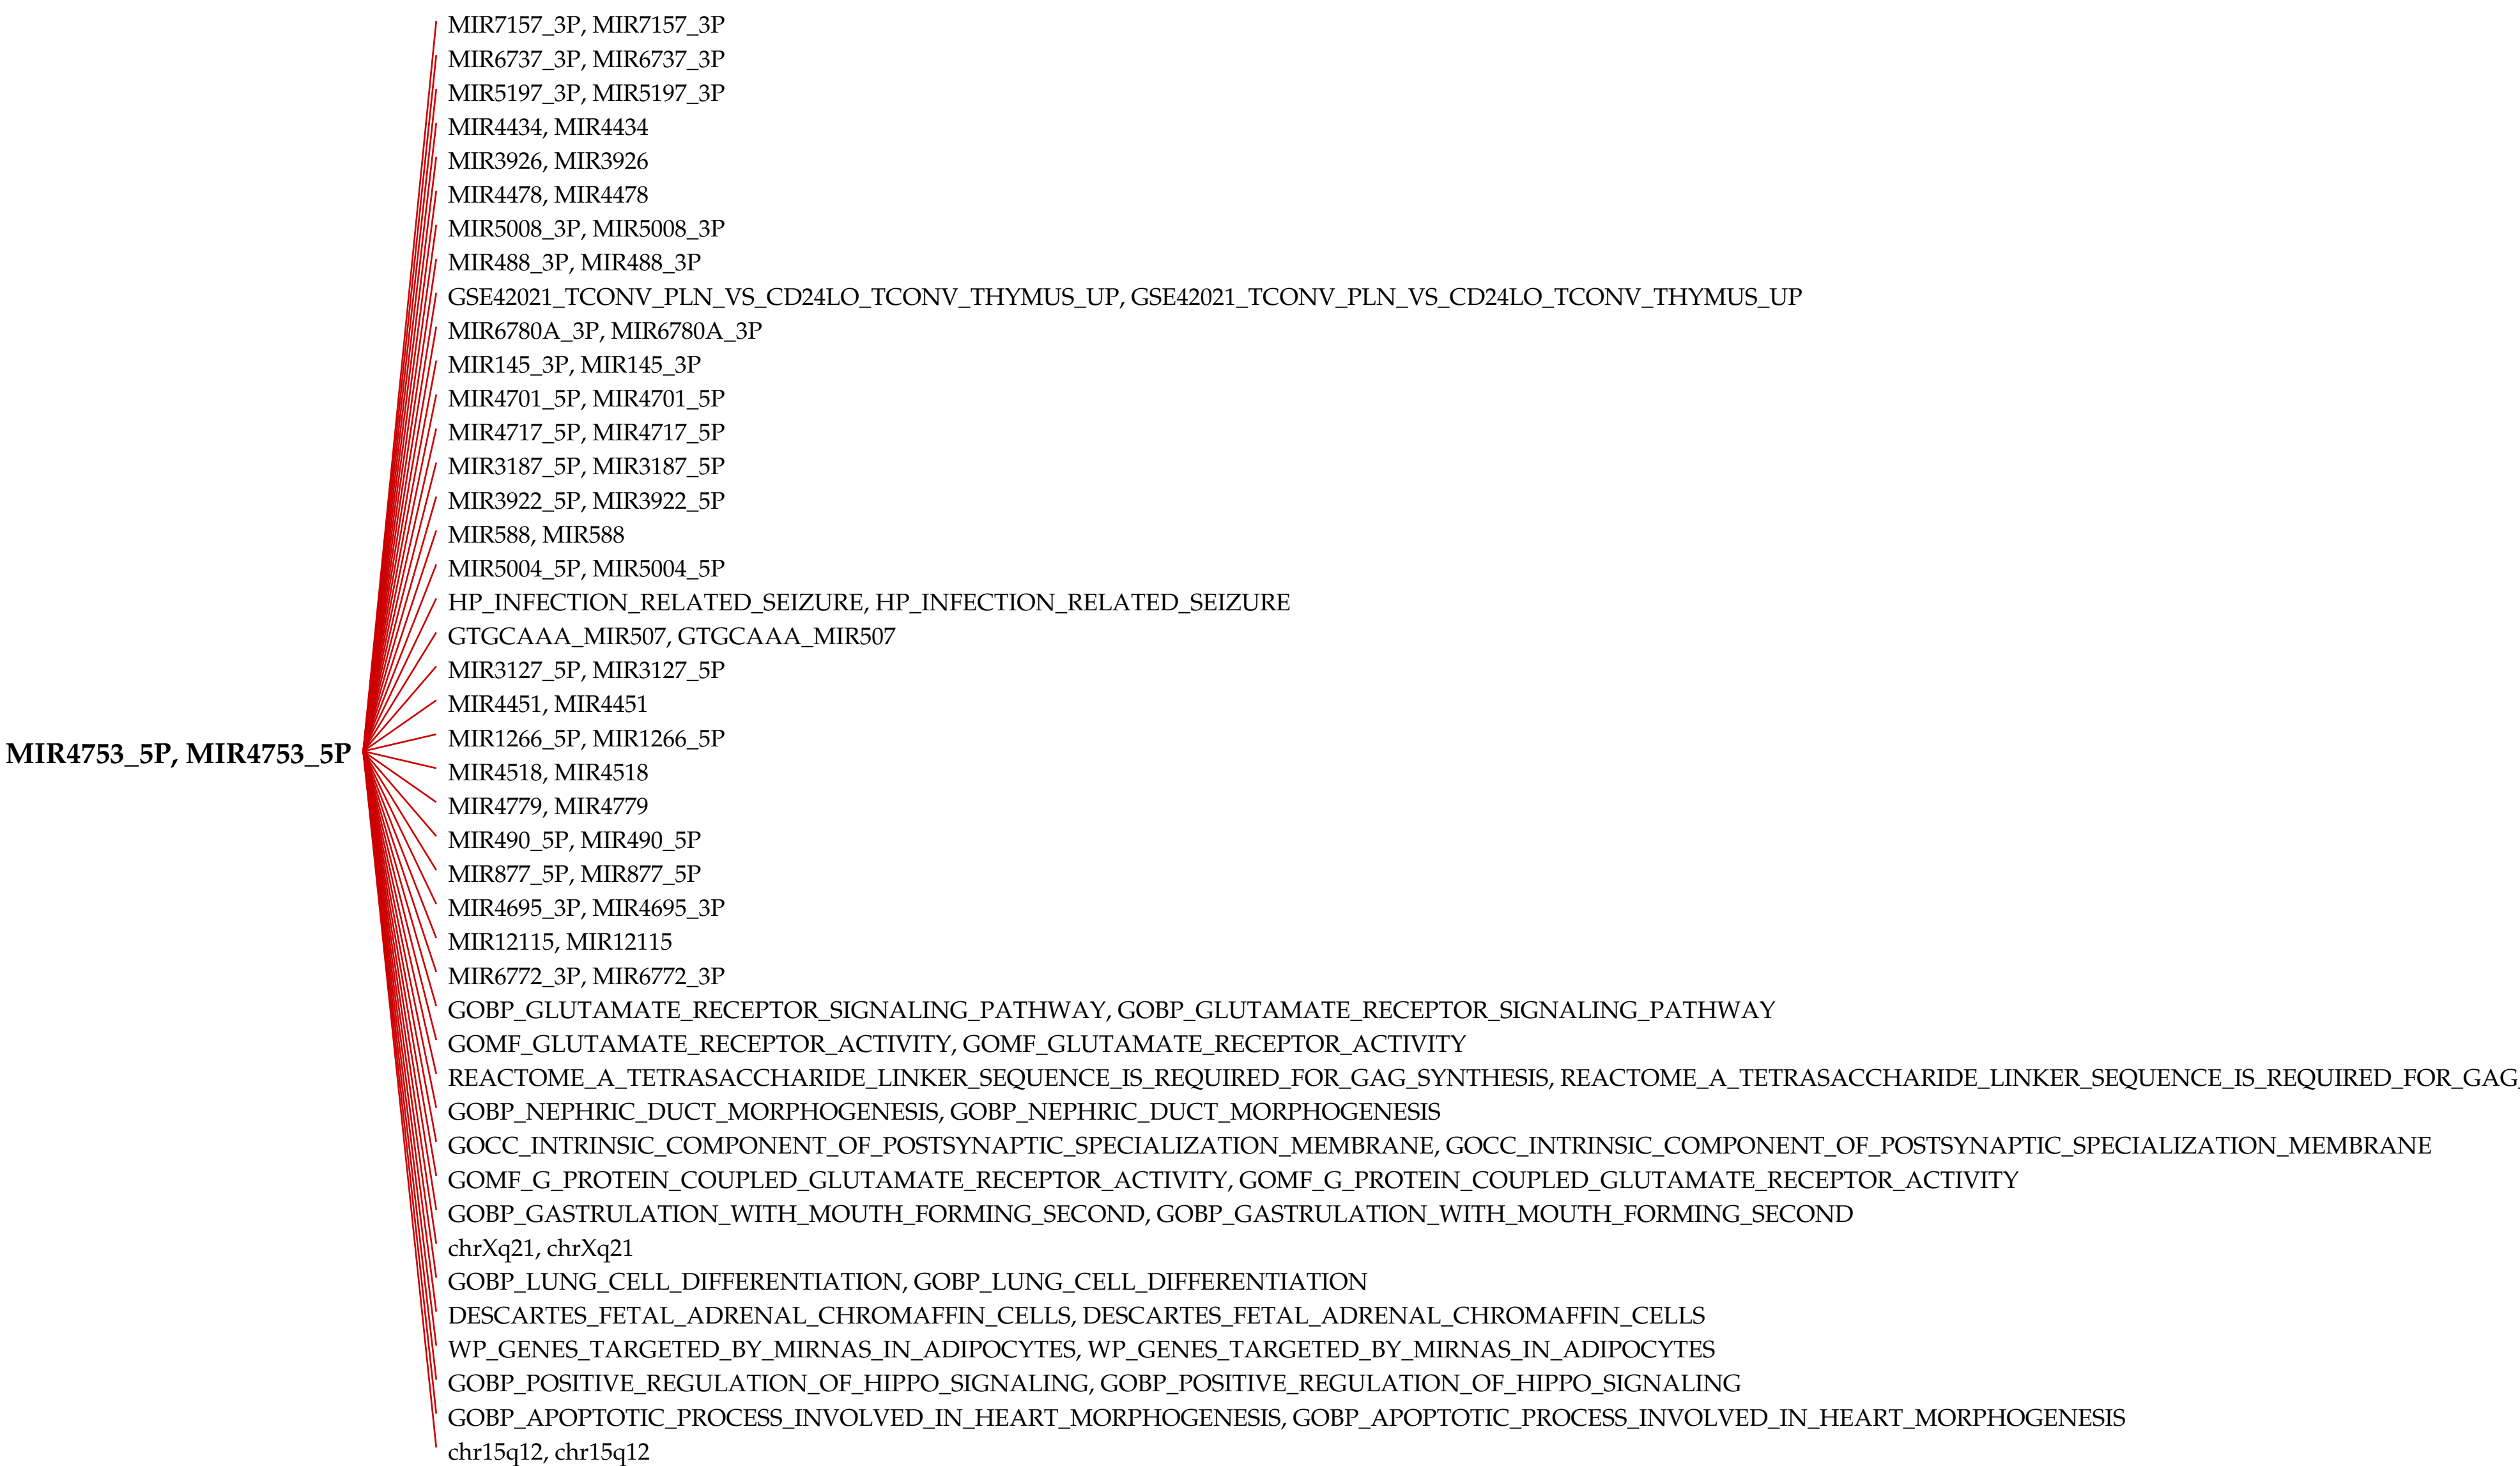 MIR7157_3P, MIR7157_3P
MIR6737_3P, MIR6737_3P
MIR5197_3P, MIR5197_3P
MIR4434, MIR4434
MIR3926, MIR3926
MIR4478, MIR4478
MIR5008_3P, MIR5008_3P
MIR488_3P, MIR488_3P
GSE42021_TCONV_PLN_VS_CD24LO_TCONV_THYMUS_UP, GSE42021_TCONV_PLN_VS_CD24LO_TCONV_THYMUS_UP
MIR6780A_3P, MIR6780A_3P
MIR145_3P, MIR145_3P
MIR4701_5P, MIR4701_5P
MIR4717_5P, MIR4717_5P
MIR3187_5P, MIR3187_5P
MIR3922_5P, MIR3922_5P
MIR588, MIR588
MIR5004_5P, MIR5004_5P
HP_INFECTION_RELATED_SEIZURE, HP_INFECTION_RELATED_SEIZURE
GTGCAAA_MIR507, GTGCAAA_MIR507
MIR3127_5P, MIR3127_5P
MIR4451, MIR4451
MIR1266_5P, MIR1266_5P
MIR4753_5P, MIR4753_5P
MIR4518, MIR4518
MIR4779, MIR4779
MIR490_5P, MIR490_5P
MIR877_5P, MIR877_5P
MIR4695_3P, MIR4695_3P
MIR12115, MIR12115
MIR6772_3P, MIR6772_3P
GOBP_GLUTAMATE_RECEPTOR_SIGNALING_PATHWAY, GOBP_GLUTAMATE_RECEPTOR_SIGNALING_PATHWAY
GOMF_GLUTAMATE_RECEPTOR_ACTIVITY, GOMF_GLUTAMATE_RECEPTOR_ACTIVITY
REACTOME_A_TETRASACCHARIDE_LINKER_SEQUENCE_IS_REQUIRED_FOR_GAG_SYNTHESIS, REACTOME_A_TETRASACCHARIDE_LINKER_SEQUENCE_IS_REQUIRED_FOR_GAG_
GOBP_NEPHRIC_DUCT_MORPHOGENESIS, GOBP_NEPHRIC_DUCT_MORPHOGENESIS
GOCC_INTRINSIC_COMPONENT_OF_POSTSYNAPTIC_SPECIALIZATION_MEMBRANE, GOCC_INTRINSIC_COMPONENT_OF_POSTSYNAPTIC_SPECIALIZATION_MEMBRANE
GOMF_G_PROTEIN_COUPLED_GLUTAMATE_RECEPTOR_ACTIVITY, GOMF_G_PROTEIN_COUPLED_GLUTAMATE_RECEPTOR_ACTIVITY
GOBP_GASTRULATION_WITH_MOUTH_FORMING_SECOND, GOBP_GASTRULATION_WITH_MOUTH_FORMING_SECOND
chrXq21, chrXq21
GOBP_LUNG_CELL_DIFFERENTIATION, GOBP_LUNG_CELL_DIFFERENTIATION
DESCARTES_FETAL_ADRENAL_CHROMAFFIN_CELLS, DESCARTES_FETAL_ADRENAL_CHROMAFFIN_CELLS
WP_GENES_TARGETED_BY_MIRNAS_IN_ADIPOCYTES, WP_GENES_TARGETED_BY_MIRNAS_IN_ADIPOCYTES
GOBP_POSITIVE_REGULATION_OF_HIPPO_SIGNALING, GOBP_POSITIVE_REGULATION_OF_HIPPO_SIGNALING
GOBP_APOPTOTIC_PROCESS_INVOLVED_IN_HEART_MORPHOGENESIS, GOBP_APOPTOTIC_PROCESS_INVOLVED_IN_HEART_MORPHOGENESIS
chr15q12, chr15q12